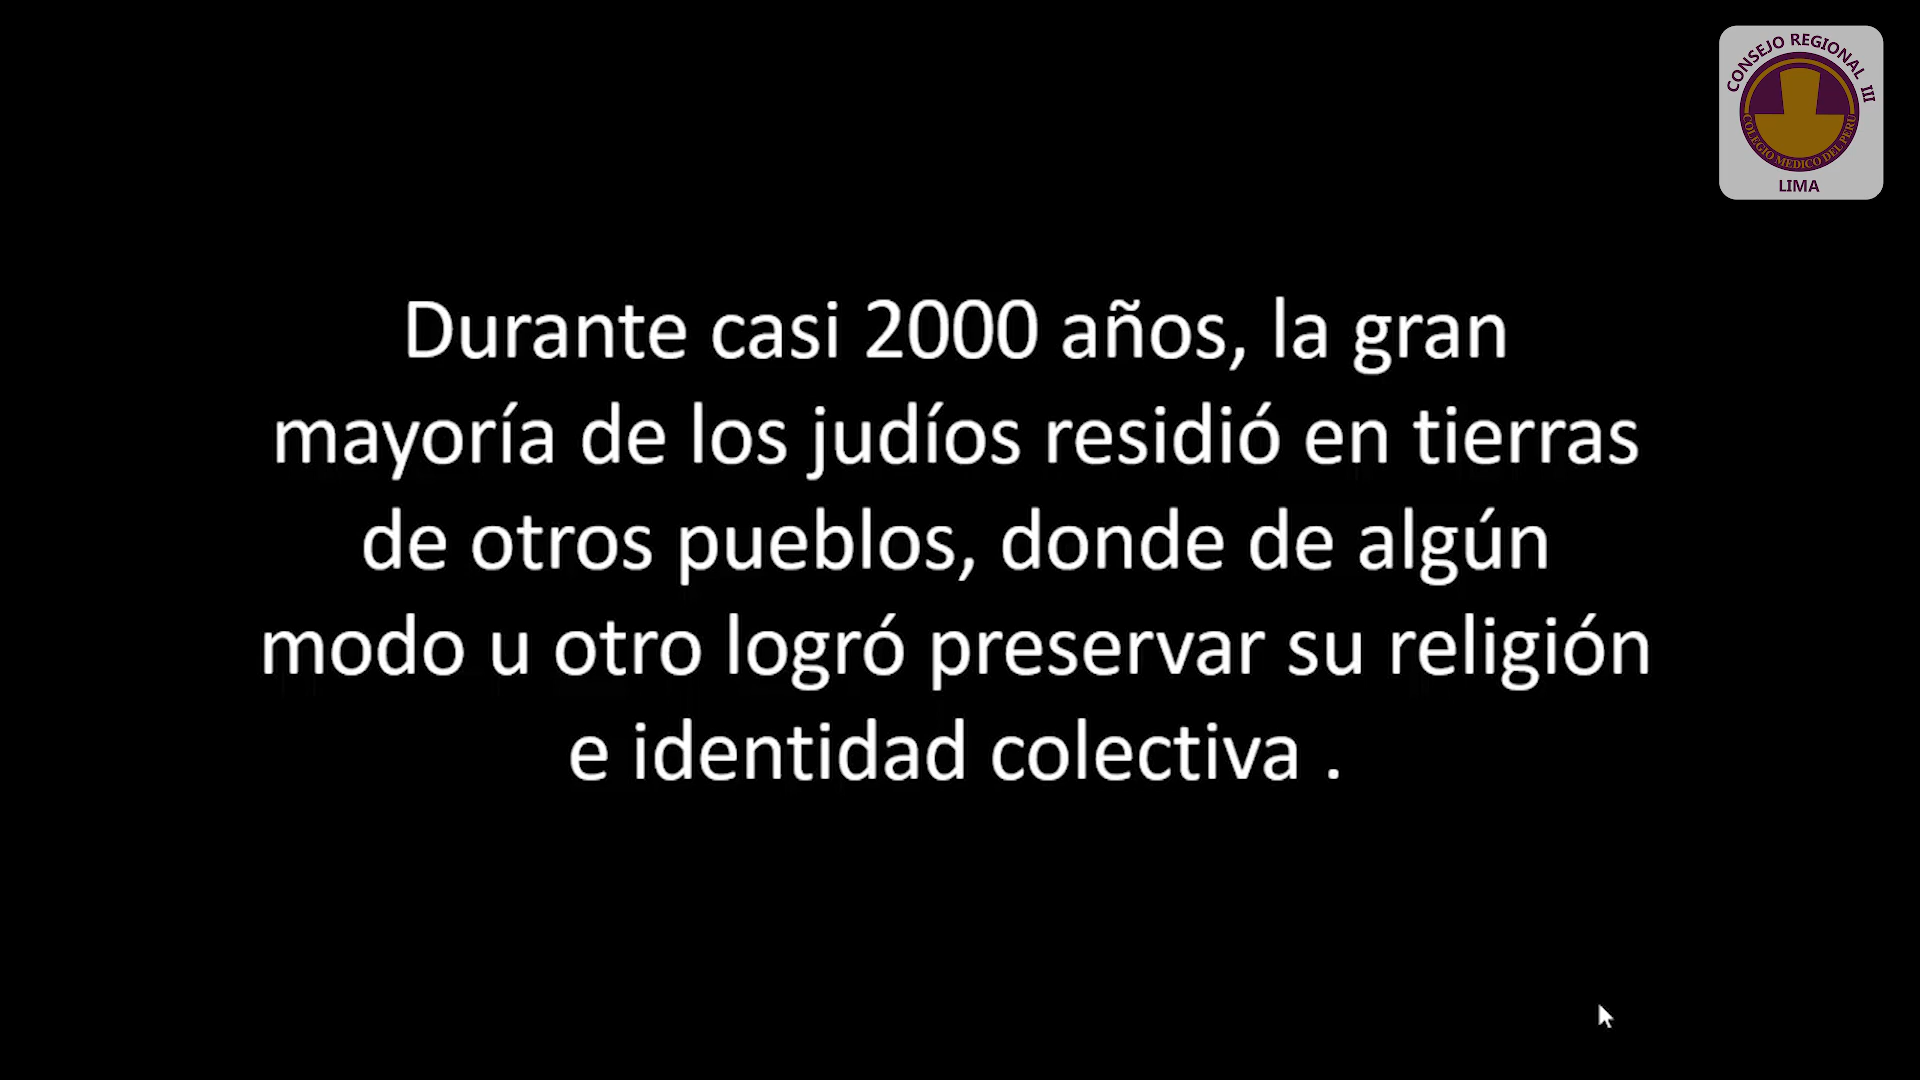 CONSEJO REGIONAL III
COLEGIO MEDICO DEL PERU
LIMA
Durante casi 2000 años, la gran
mayoría de los judíos residió en tierras
de otros pueblos, donde de algún
modo u otro logró preservar su religión
e identidad colectiva .